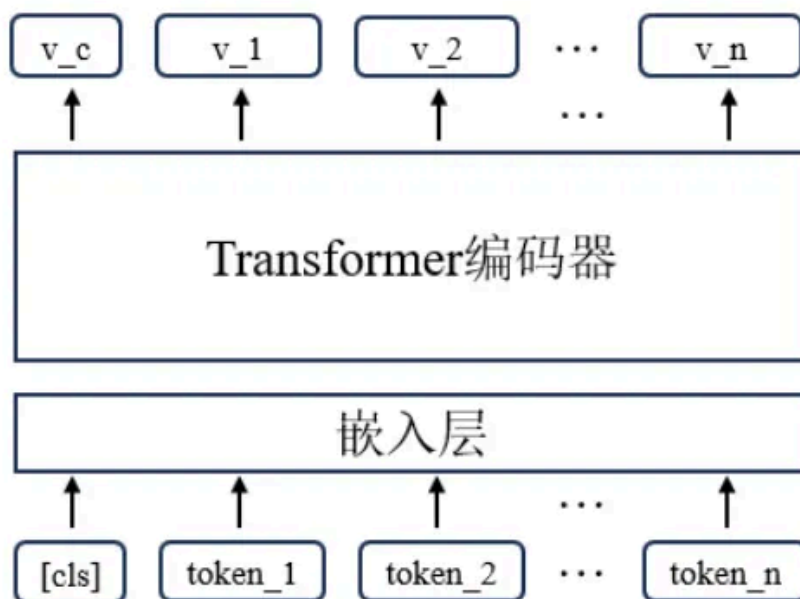 v_c v_1 v_2 ··· v_n
···
Transformer编码器
嵌入层
···
[cls] token_1 token_2 ··· token_n